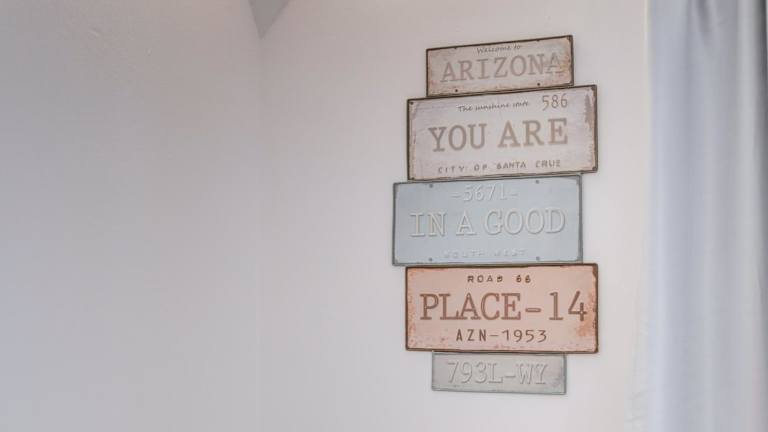 Welcome to
ARIZONA
The sunshine state 586
YOU ARE
CITY OF SANTA CRUZ
-5671-
IN A GOOD
SOUTH WEST
ROAD 66
PLACE-14
AZN-1953
793L-WY